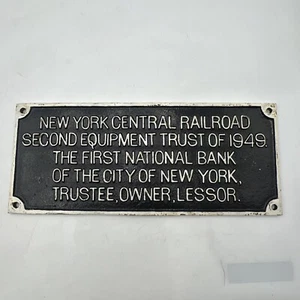 NEW YORK CENTRAL RAILROAD
SECOND EQUIPMENT TRUST OF 1949.
THE FIRST NATIONAL BANK
OF THE CITY OF NEW YORK,
TRUSTEE, OWNER, LESSOR.